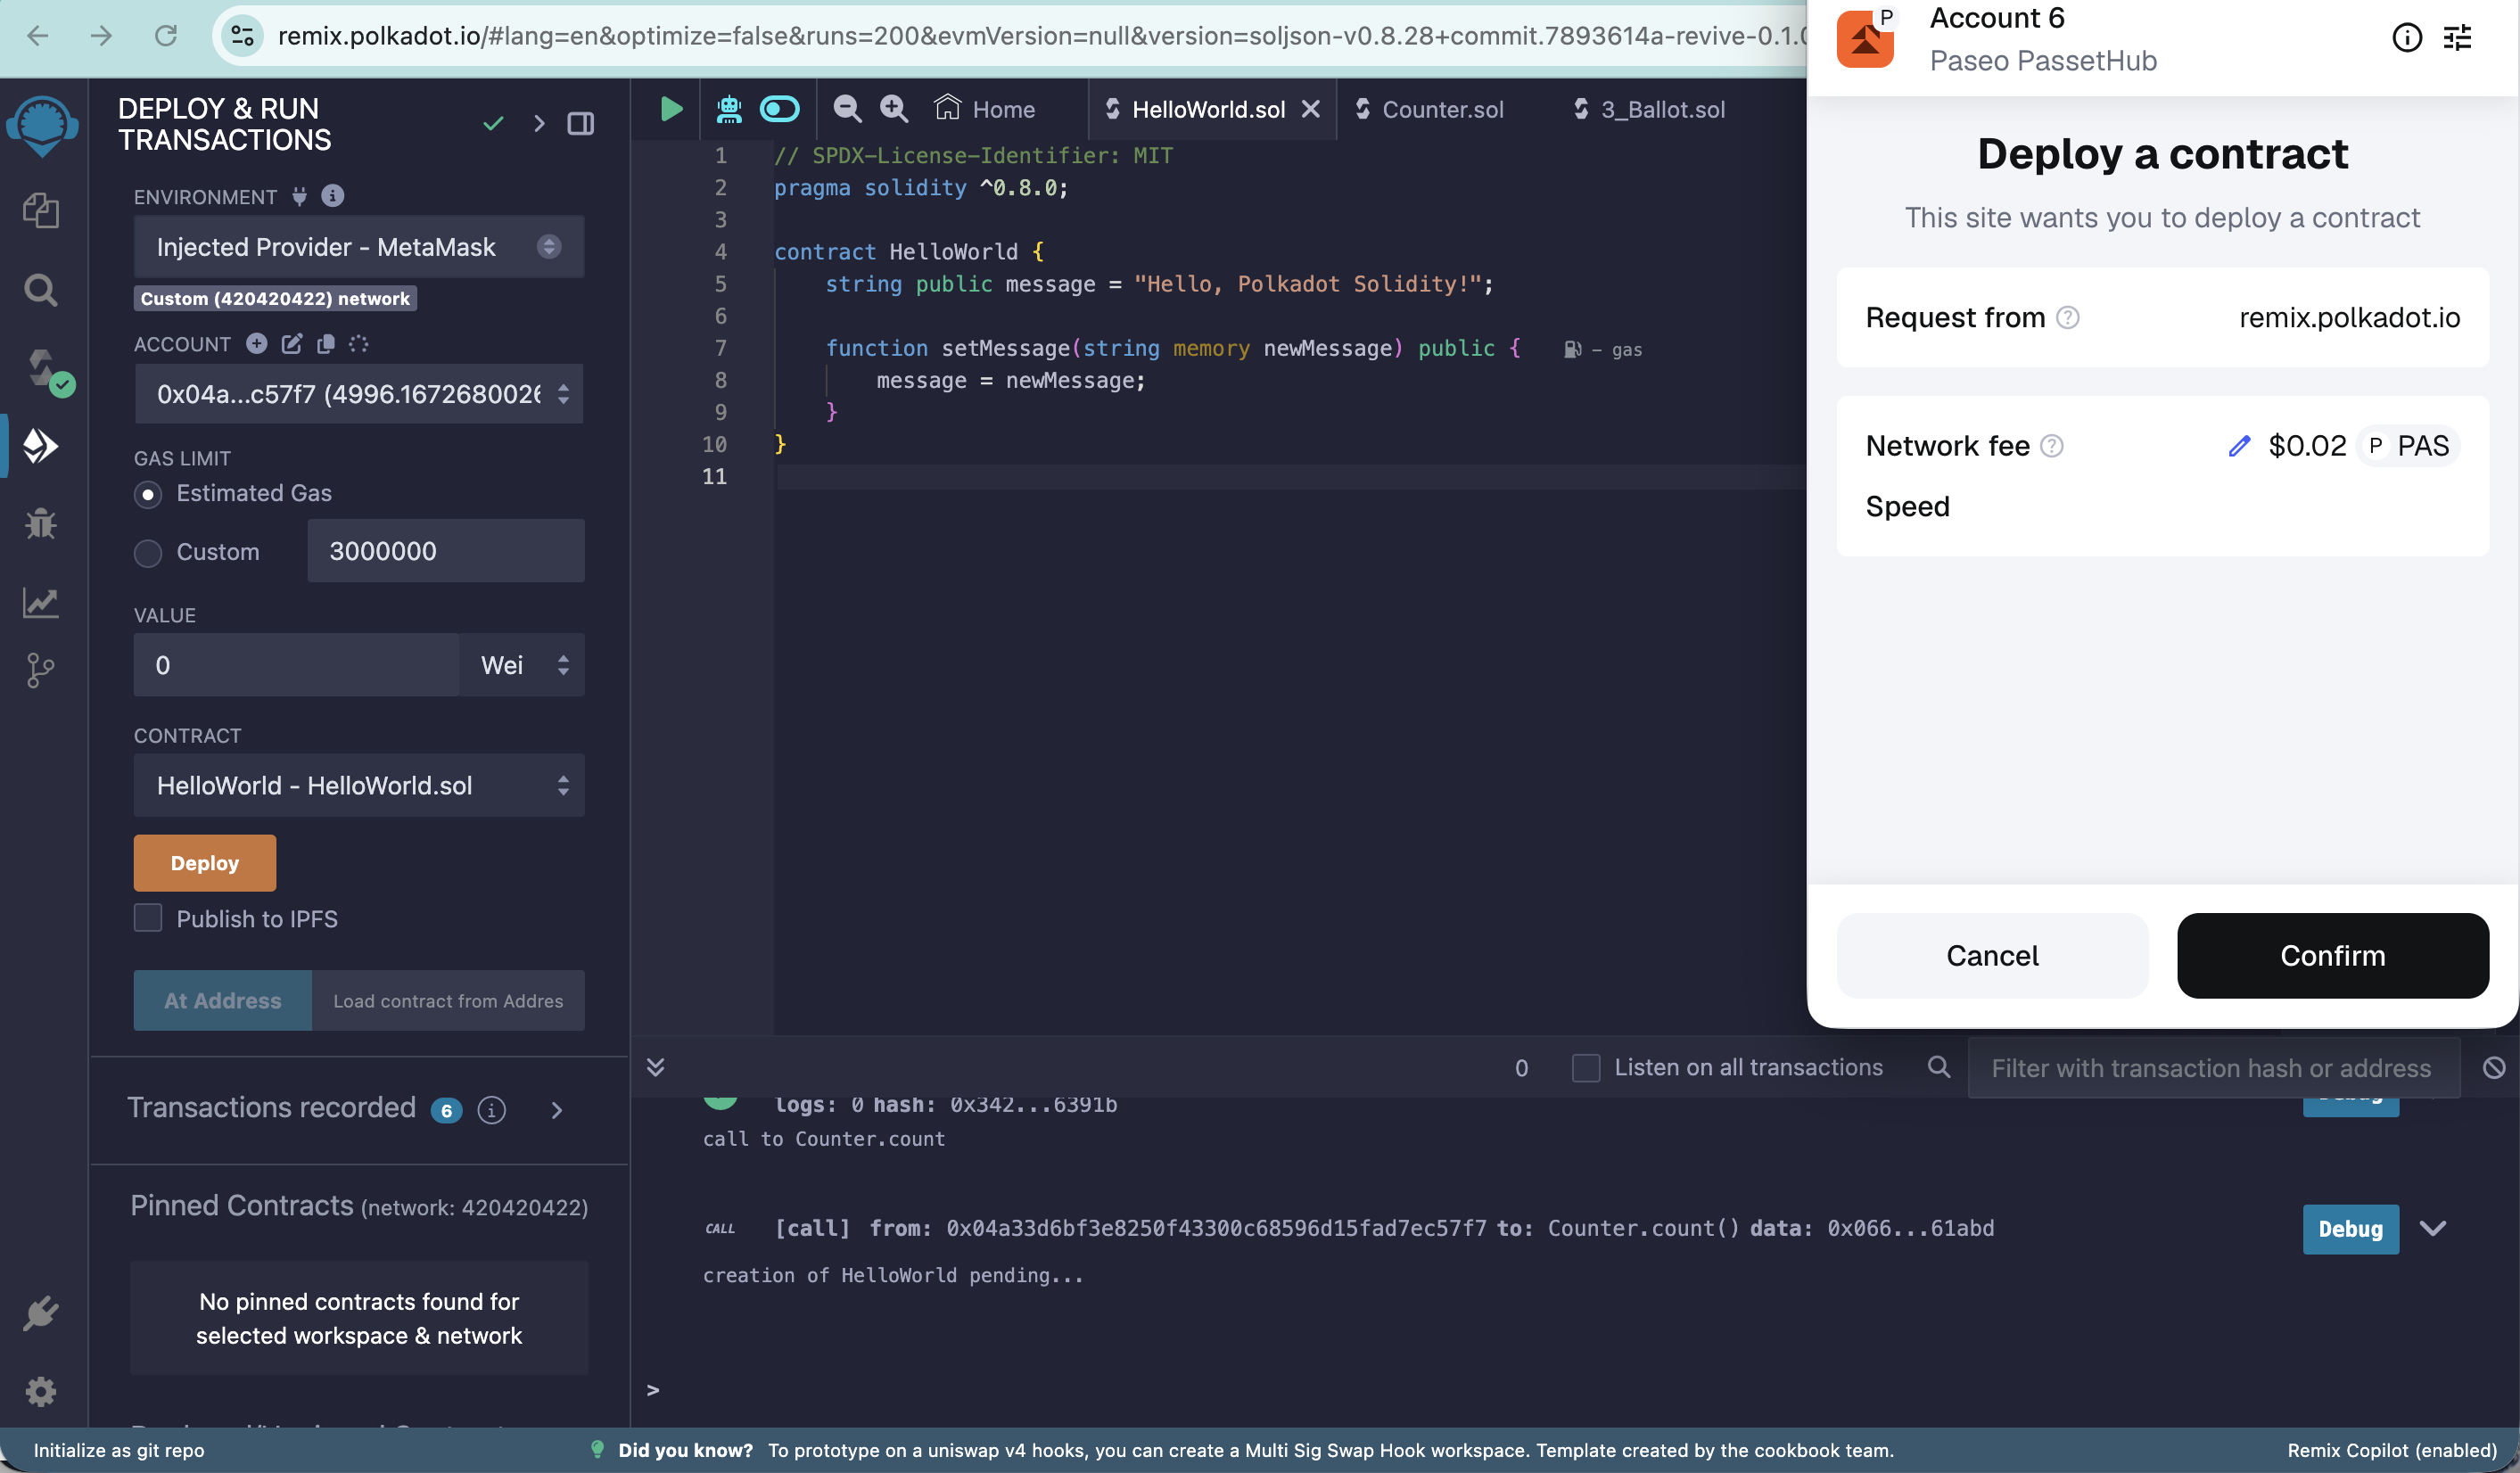 remix.polkadot.io/#lang=en&optimize=false&runs=200&evmVersion=null&version=soljson-v0.8.28+commit.7893614a-revive-0.1.0
DEPLOY & RUN
TRANSACTIONS
ENVIRONMENT
Injected Provider - MetaMask
Custom (420420422) network
ACCOUNT
0x04a...c57f7 (4996.1672680026
GAS LIMIT
Estimated Gas
Custom
3000000
VALUE
0
Wei
CONTRACT
HelloWorld - HelloWorld.sol
Deploy
Publish to IPFS
At Address
Load contract from Addres
Transactions recorded 6
Pinned Contracts (network: 420420422)
No pinned contracts found for
selected workspace & network
Home
HelloWorld.sol
Counter.sol
3_Ballot.sol
1 // SPDX-License-Identifier: MIT
2 pragma solidity ^0.8.0;
3
4 contract HelloWorld {
5 string public message = "Hello, Polkadot Solidity!";
6
7 function setMessage(string memory newMessage) public { - gas
8 message = newMessage;
9 }
10 }
11
0
Listen on all transactions
Filter with transaction hash or address
logs: 0 hash: 0x342...6391b
Debug
call to Counter.count
CALL [call] from: 0x04a33d6bf3e8250f43300c68596d15fad7ec57f7 to: Counter.count() data: 0x066...61abd
Debug
creation of HelloWorld pending...
>
P
Account 6
Paseo PassetHub
Deploy a contract
This site wants you to deploy a contract
Request from
remix.polkadot.io
Network fee
$0.02 P PAS
Speed
Cancel
Confirm
Initialize as git repo
Did you know? To prototype on a uniswap v4 hooks, you can create a Multi Sig Swap Hook workspace. Template created by the cookbook team.
Remix Copilot (enabled)